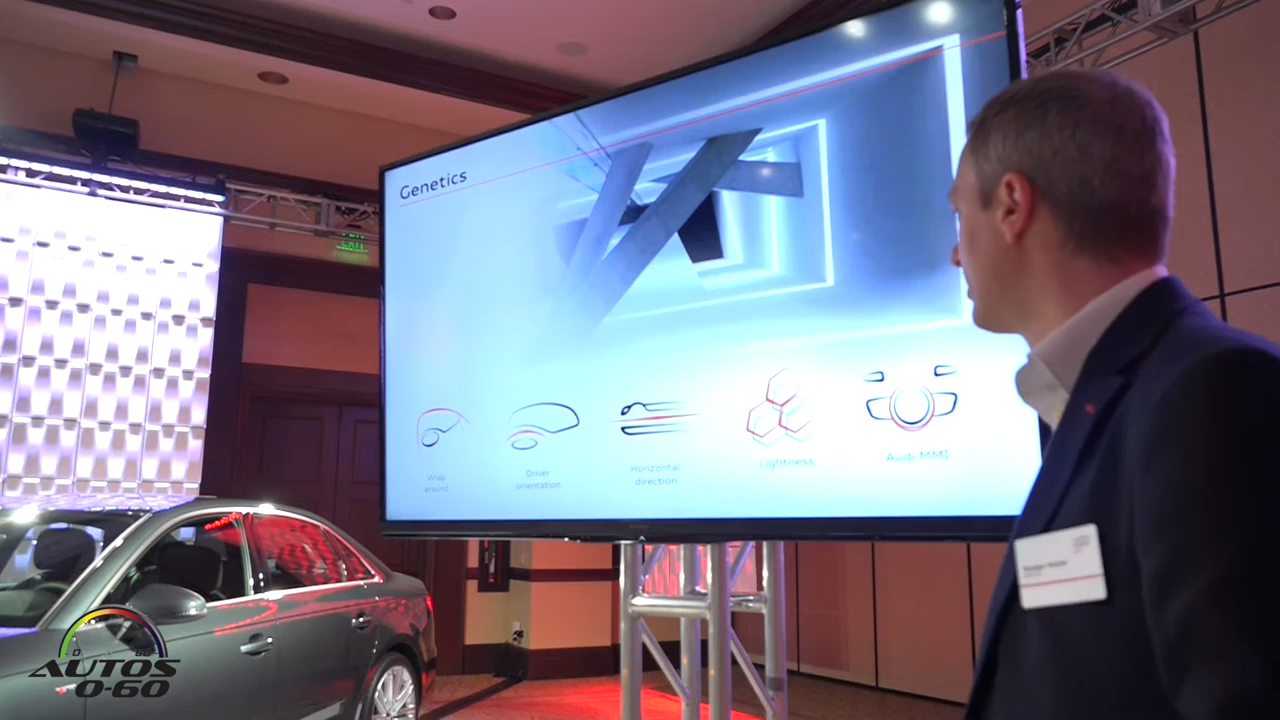 Genetics
Wrap
around
Driver
orientation
Horizontal
direction
Lightness
Audi MMI
AUTOS
0-60